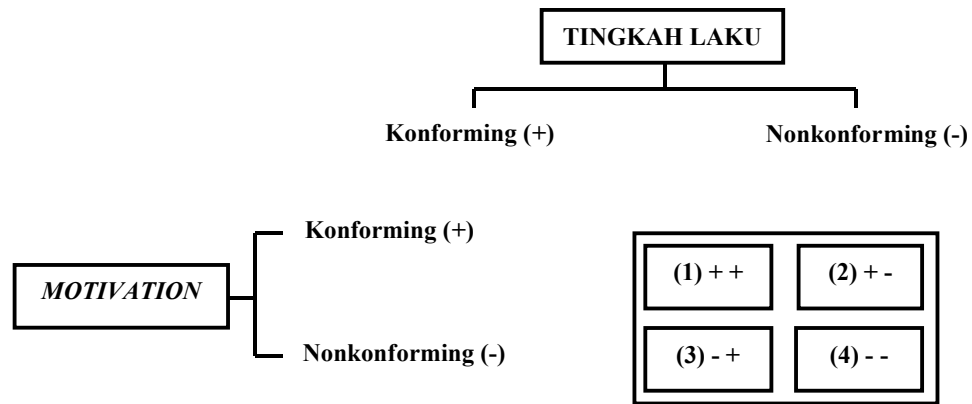 TINGKAH LAKU
Konforming (+)
Nonkonforming (-)
Konforming (+)
MOTIVATION
Nonkonforming (-)
(1) + +
(2) + -
(3) - +
(4) - -